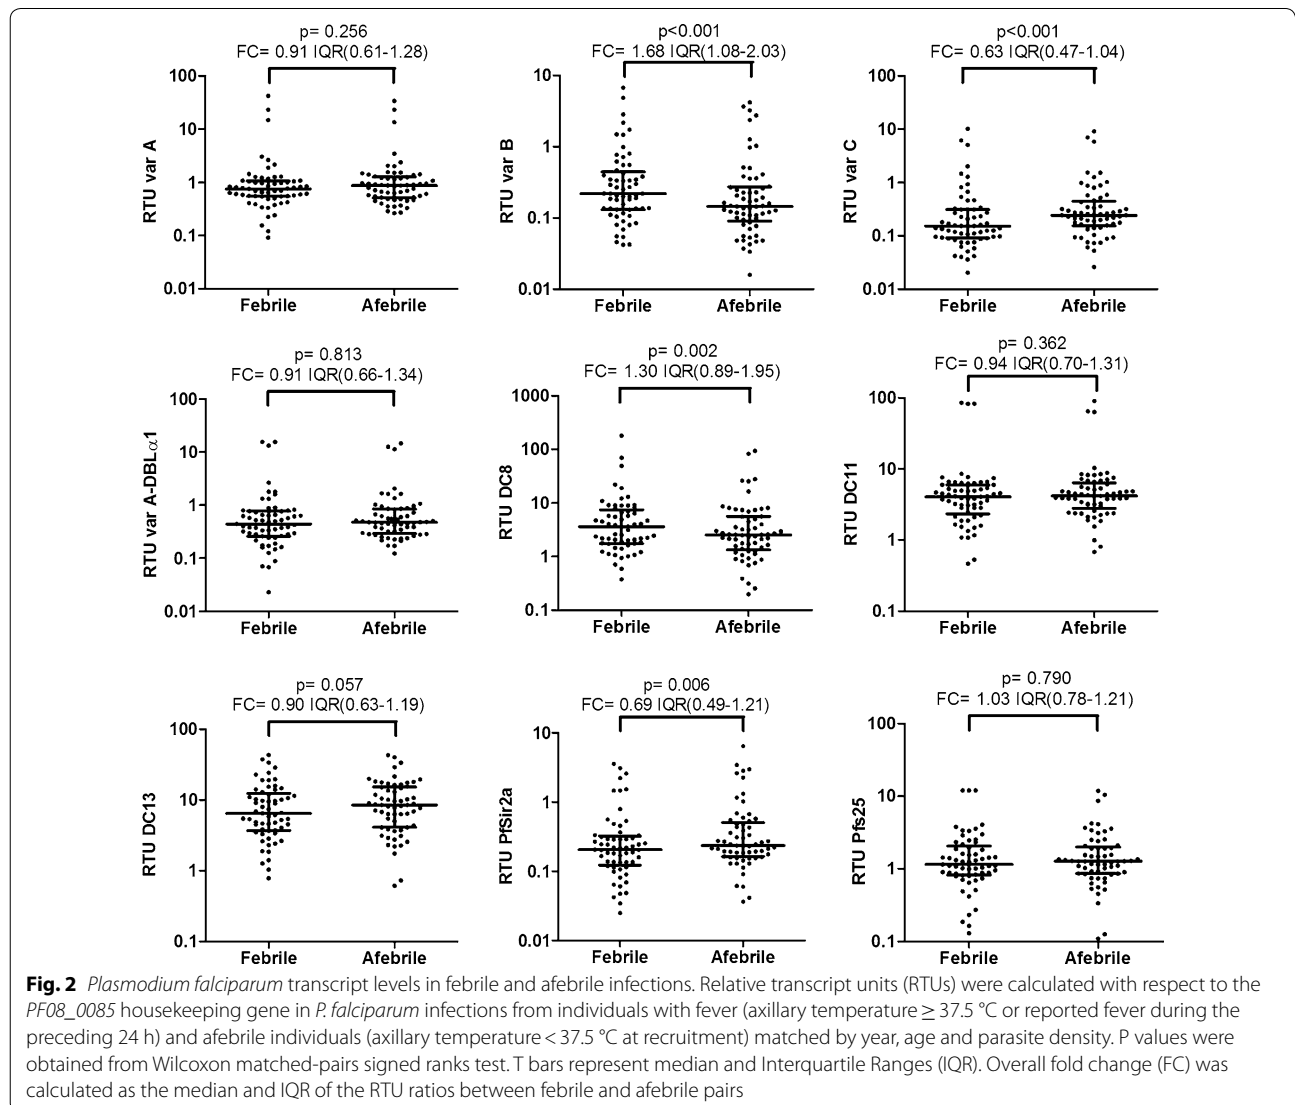 p= 0.256
FC= 0.91 IQR(0.61-1.28)
100
10
1
0.1
0.01
RTU var A
Febrile Afebrile
p<0.001
FC= 1.68 IQR(1.08-2.03)
10
1
0.1
0.01
RTU var B
Febrile Afebrile
p<0.001
FC= 0.63 IQR(0.47-1.04)
100
10
1
0.1
0.01
RTU var C
Febrile Afebrile
p= 0.813
FC= 0.91 IQR(0.66-1.34)
100
10
1
0.1
0.01
RTU var A-DBLα1
Febrile Afebrile
p= 0.002
FC= 1.30 IQR(0.89-1.95)
1000
100
10
1
0.1
RTU DC8
Febrile Afebrile
p= 0.362
FC= 0.94 IQR(0.70-1.31)
100
10
1
0.1
RTU DC11
Febrile Afebrile
p= 0.057
FC= 0.90 IQR(0.63-1.19)
100
10
1
0.1
RTU DC13
Febrile Afebrile
p= 0.006
FC= 0.69 IQR(0.49-1.21)
10
1
0.1
0.01
RTU PfSir2a
Febrile Afebrile
p= 0.790
FC= 1.03 IQR(0.78-1.21)
100
10
1
0.1
RTU Pfs25
Febrile Afebrile
Fig. 2 Plasmodium falciparum transcript levels in febrile and afebrile infections. Relative transcript units (RTUs) were calculated with respect to the
PF08_0085 housekeeping gene in P. falciparum infections from individuals with fever (axillary temperature ≥ 37.5 °C or reported fever during the
preceding 24 h) and afebrile individuals (axillary temperature < 37.5 °C at recruitment) matched by year, age and parasite density. P values were
obtained from Wilcoxon matched-pairs signed ranks test. T bars represent median and Interquartile Ranges (IQR). Overall fold change (FC) was
calculated as the median and IQR of the RTU ratios between febrile and afebrile pairs